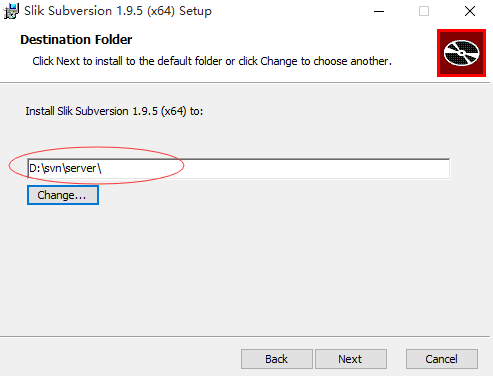 Slik Subversion 1.9.5 (x64) Setup
Destination Folder
Click Next to install to the default folder or click Change to choose another.
Install Slik Subversion 1.9.5 (x64) to:
D:\svn\server\
Change...
Back Next Cancel